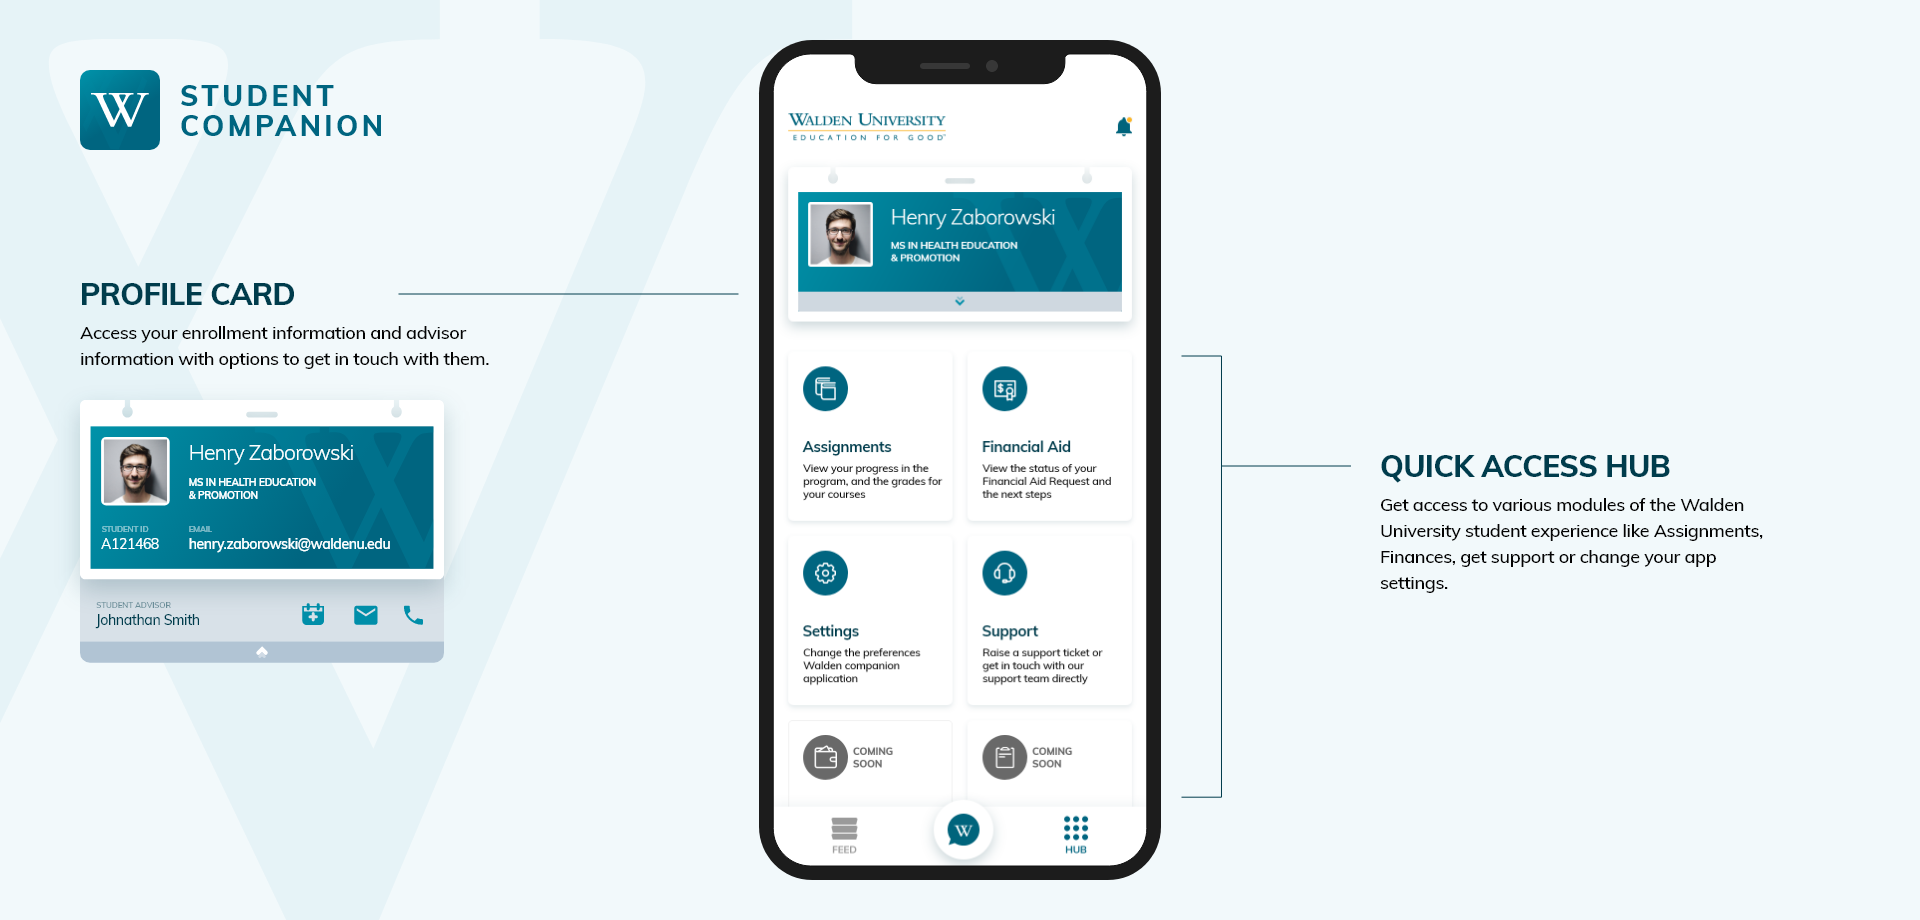 W
STUDENT
COMPANION
PROFILE CARD
Access your enrollment information and advisor
information with options to get in touch with them.
Henry Zaborowski
MS IN HEALTH EDUCATION
& PROMOTION
STUDENT ID
EMAIL
A121468
henry.zaborowski@waldenu.edu
STUDENT ADVISOR
Johnathan Smith
WALDEN UNIVERSITY
EDUCATION FOR GOOD
Henry Zaborowski
MS IN HEALTH EDUCATION
& PROMOTION
Assignments
View your progress in the
program, and the grades for
your courses
Financial Aid
View the status of your
Financial Aid Request and
the next steps
Settings
Change the preferences
Walden companion
application
Support
Raise a support ticket or
get in touch with our
support team directly
COMING
SOON
COMING
SOON
FEED
W
HUB
QUICK ACCESS HUB
Get access to various modules of the Walden
University student experience like Assignments,
Finances, get support or change your app
settings.